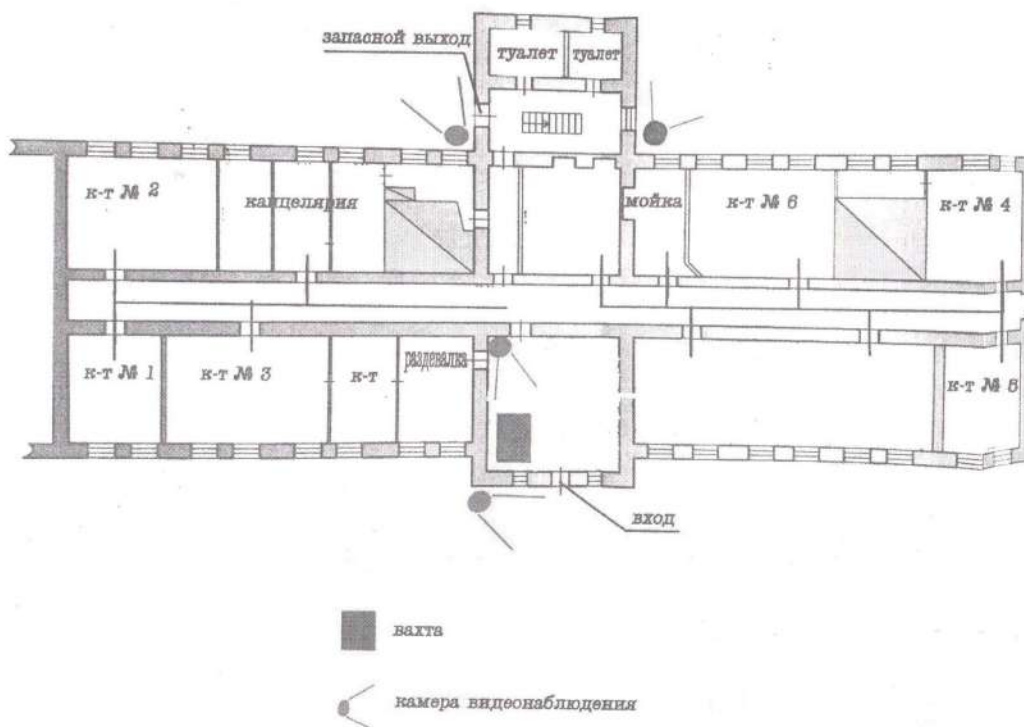 запасной выход
туалет
туалет
к-т № 2
канцелярия
мойка
к-т № 6
к-т № 4
к-т № 1
к-т № 3
к-т
раздевалка
к-т № 5
вход
вахта
камера видеонаблюдения